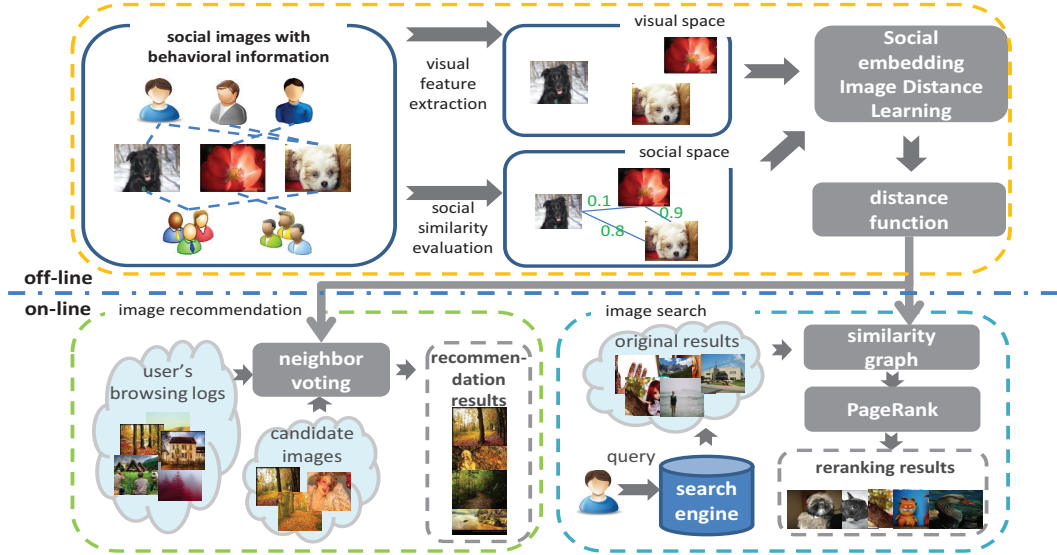 social images with
behavioral information
visual
feature
extraction
social
similarity
evaluation
visual space
social space
0.1
0.9
0.8
Social
embedding
Image Distance
Learning
distance
function
off-line
on-line
image recommendation
user's
browsing logs
neighbor
voting
candidate
images
recommen-
dation
results
image search
original results
similarity
graph
PageRank
query
search
engine
reranking results